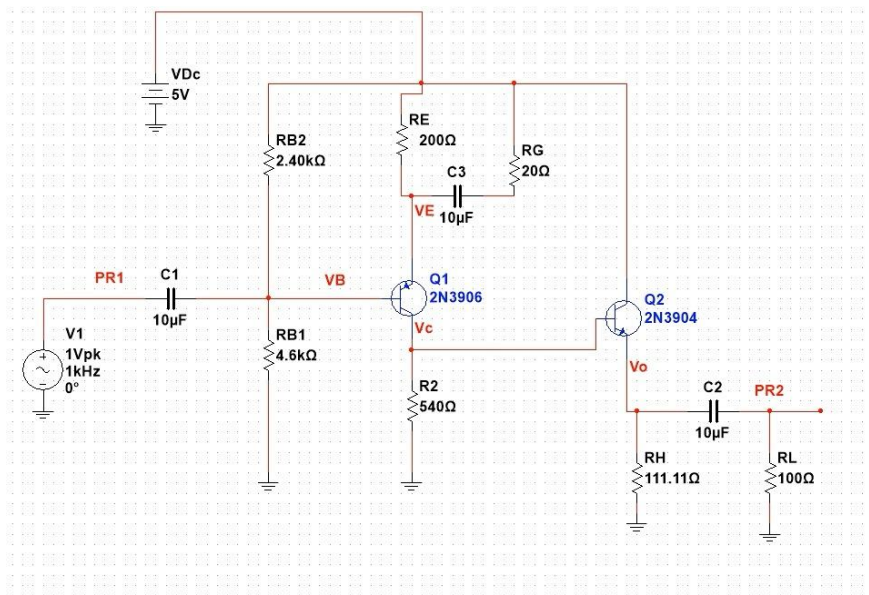 VDc
5V
RB2
2.40kΩ
RE
200Ω
RG
20Ω
C3
10µF
VE
PR1
C1
10µF
VB
Q1
2N3906
Q2
2N3904
Vc
V1
1Vpk
1kHz
0°
RB1
4.6kΩ
R2
540Ω
Vo
C2
10µF
PR2
RH
111.11Ω
RL
100Ω